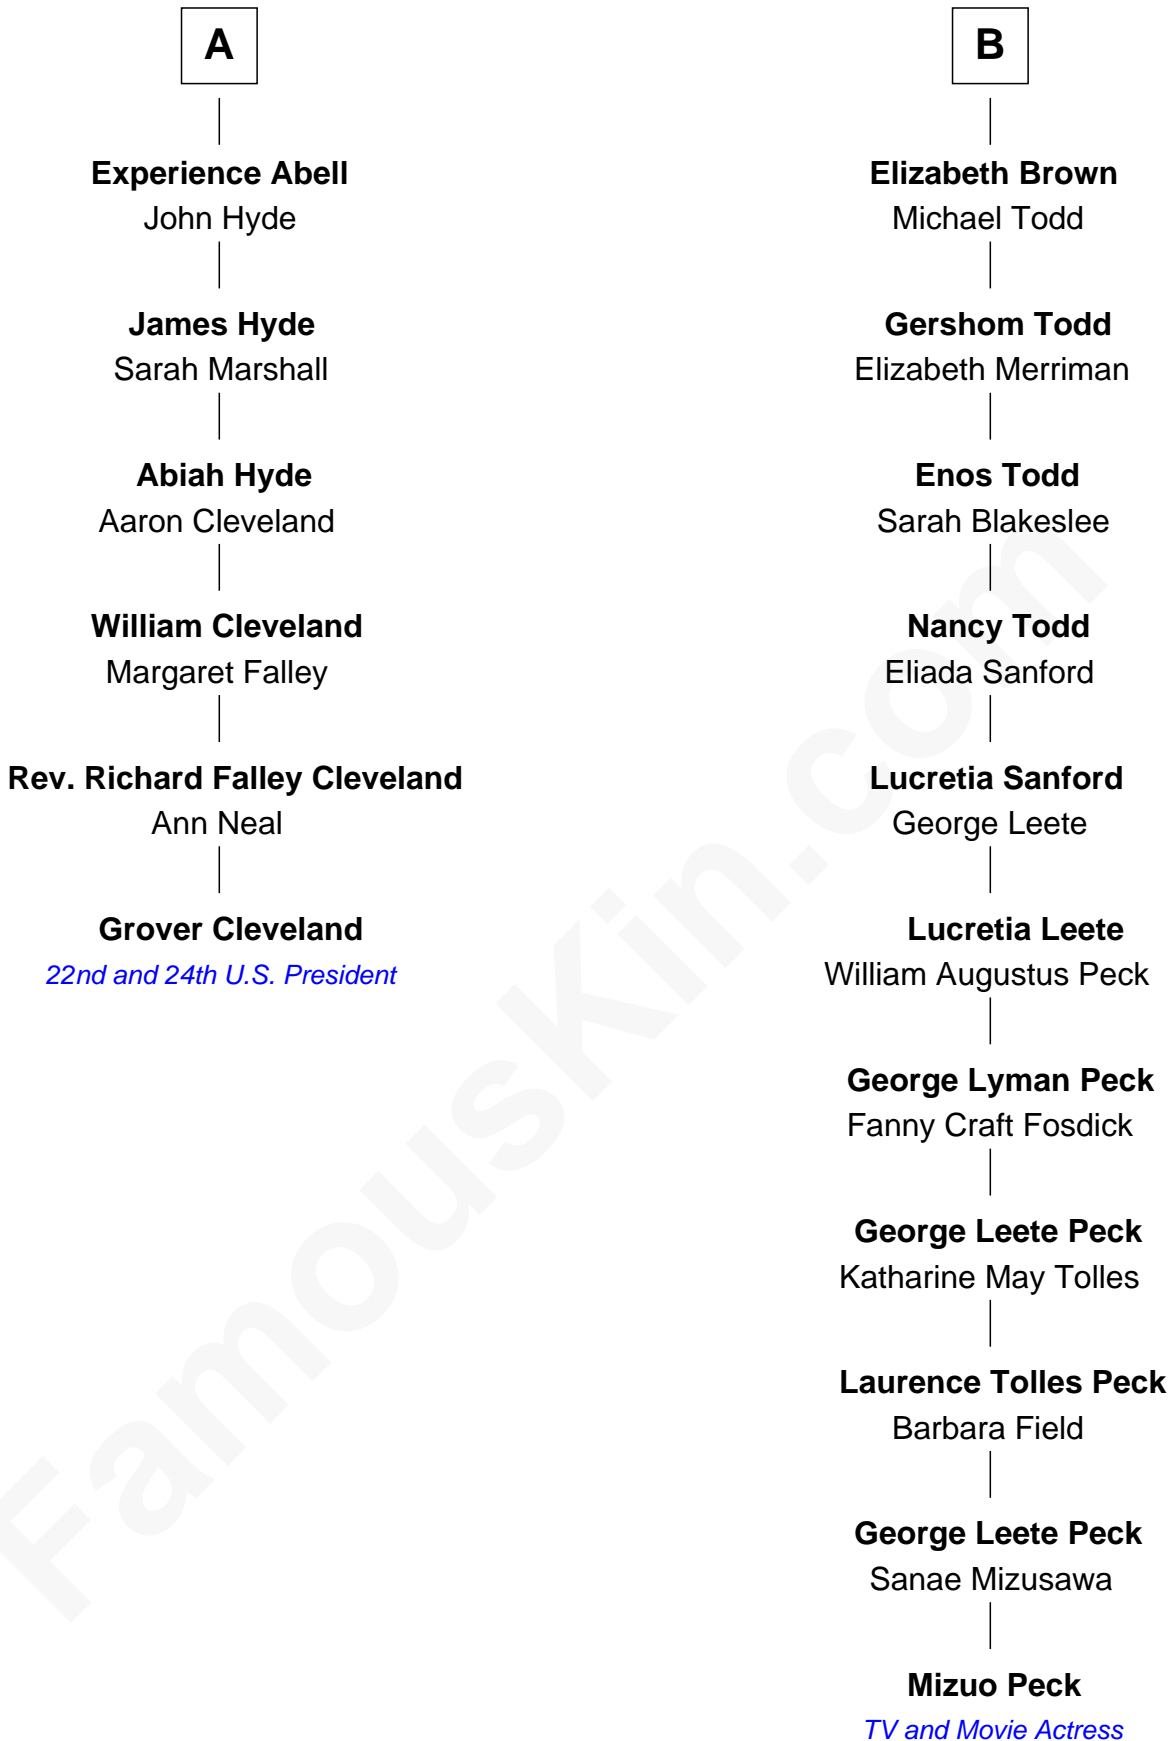 A
Experience Abell
John Hyde
James Hyde
Sarah Marshall
Abiah Hyde
Aaron Cleveland
William Cleveland
Margaret Falley
Rev. Richard Falley Cleveland
Ann Neal
Grover Cleveland
22nd and 24th U.S. President
B
Elizabeth Brown
Michael Todd
Gershom Todd
Elizabeth Merriman
Enos Todd
Sarah Blakeslee
Nancy Todd
Eliada Sanford
Lucretia Sanford
George Leete
Lucretia Leete
William Augustus Peck
George Lyman Peck
Fanny Craft Fosdick
George Leete Peck
Katharine May Tolles
Laurence Tolles Peck
Barbara Field
George Leete Peck
Sanae Mizusawa
Mizuo Peck
TV and Movie Actress
FamousKin.com